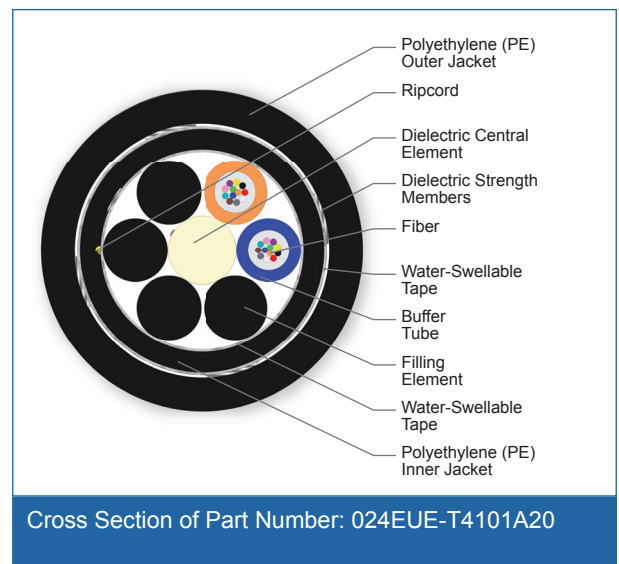 Polyethylene (PE)
Outer Jacket
Ripcord
Dielectric Central
Element
Dielectric Strength
Members
Fiber
Water-Swellable
Tape
Buffer
Tube
Filling
Element
Water-Swellable
Tape
Polyethylene (PE)
Inner Jacket
Cross Section of Part Number: 024EUE-T4101A20